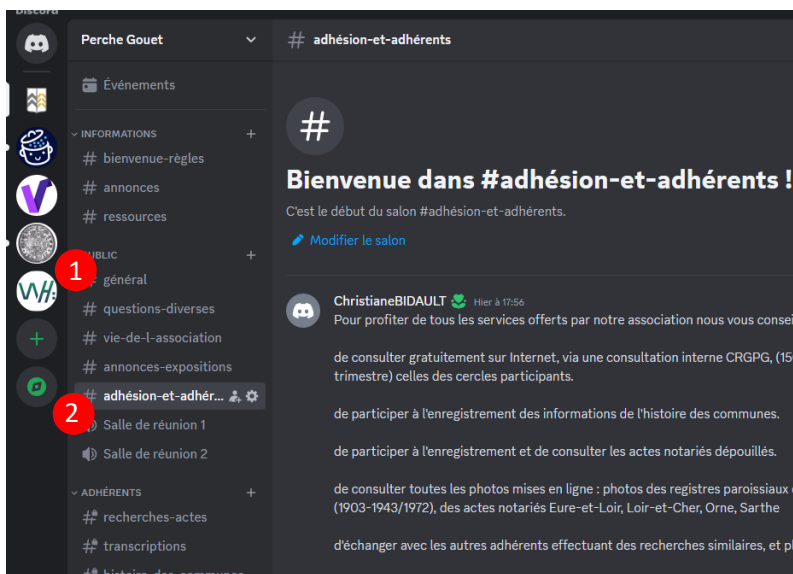 Discord
Perche Gouet
# adhésion-et-adhérents
Événements
INFORMATIONS
# bienvenue-règles
# annonces
# ressources
PUBLIC
# général
# questions-diverses
# vie-de-l-association
# annonces-expositions
# adhésion-et-adhér...
Salle de réunion 1
Salle de réunion 2
ADHÉRENTS
# recherches-actes
# transcriptions
1
2
WH:
#
Bienvenue dans #adhésion-et-adhérents !
C'est le début du salon #adhésion-et-adhérents.
Modifier le salon
ChristianeBIDAULT Hier à 17:56
Pour profiter de tous les services offerts par notre association nous vous consei
de consulter gratuitement sur Internet, via une consultation interne CRGPG, (15
trimestre) celles des cercles participants.
de participer à l'enregistrement des informations de l'histoire des communes.
de participer à l'enregistrement et de consulter les actes notariés dépouillés.
de consulter toutes les photos mises en ligne : photos des registres paroissiaux
(1903-1943/1972), des actes notariés Eure-et-Loir, Loir-et-Cher, Orne, Sarthe
d'échanger avec les autres adhérents effectuant des recherches similaires, et pl